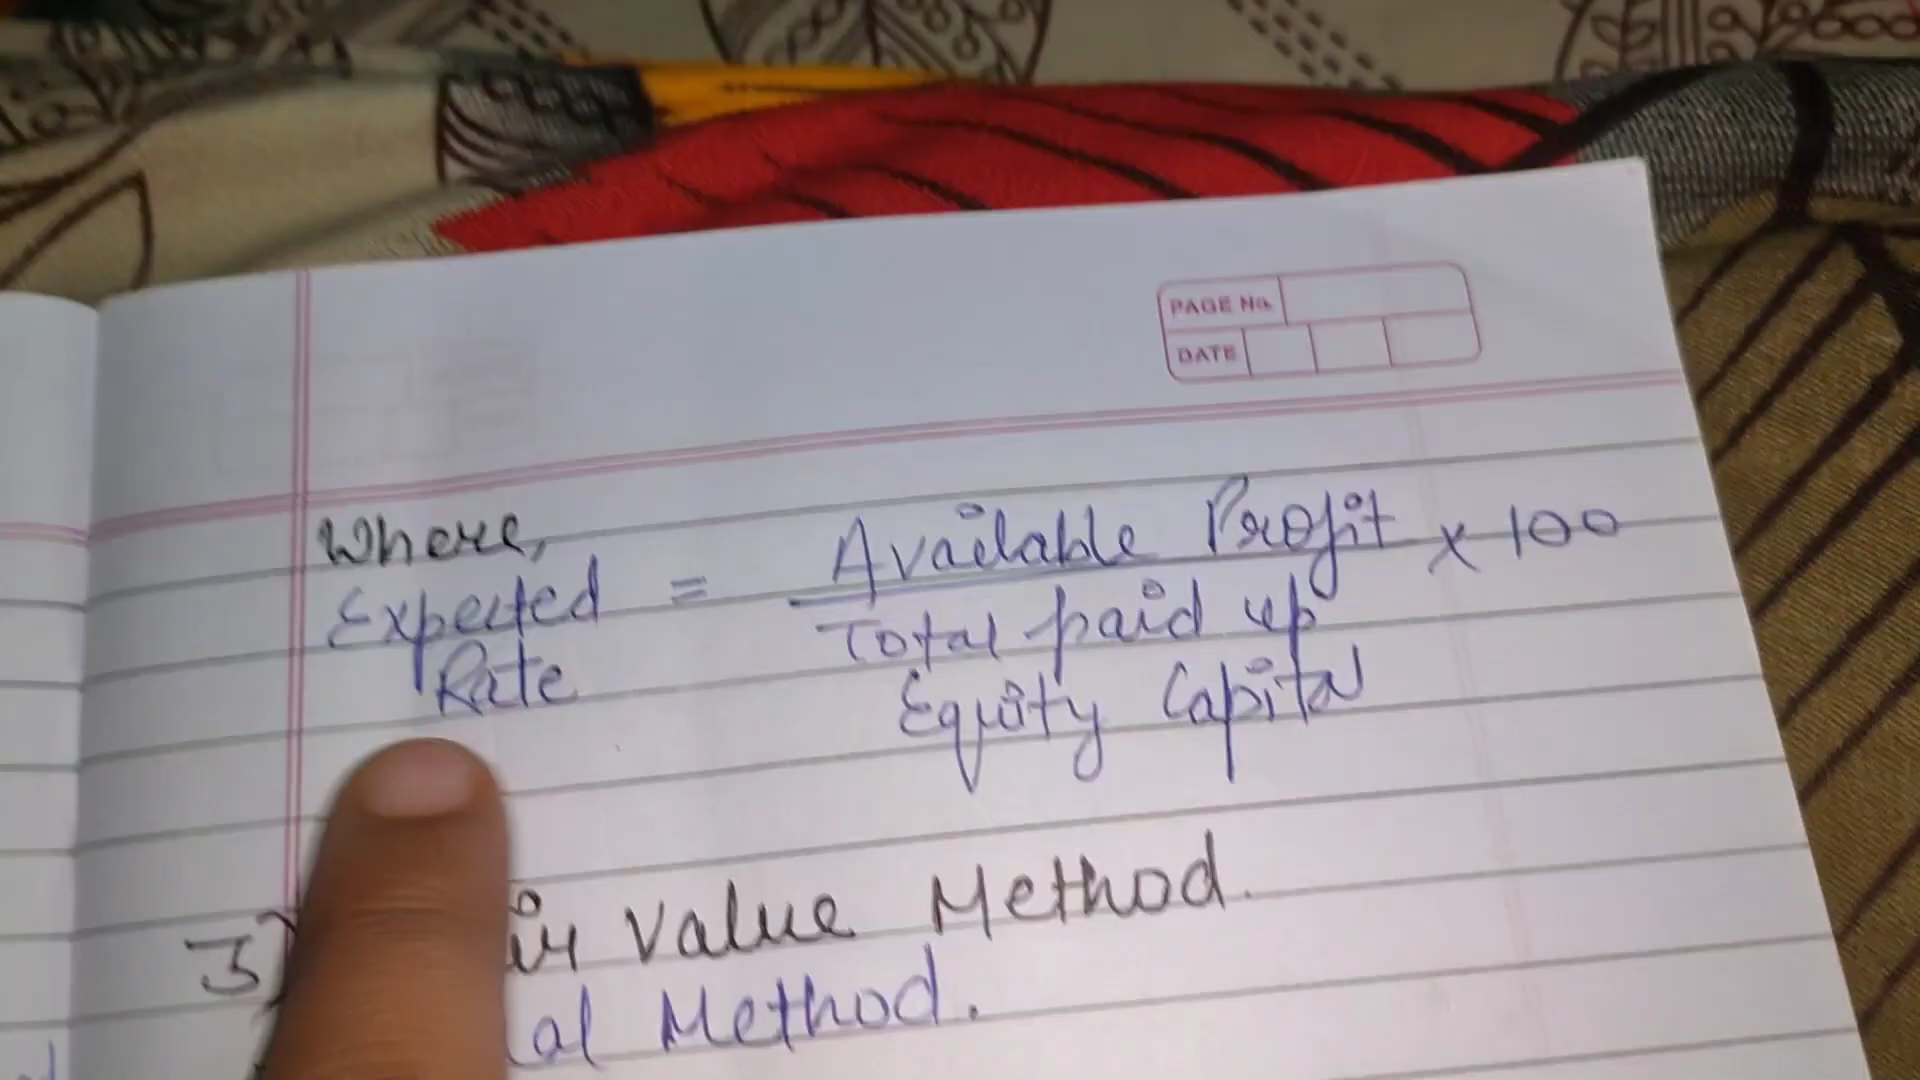 PAGE No.
DATE
Where,
Expected Rate = Available Profit × 100
Total paid up
Equity Capital
3)
Value Method.
Method.